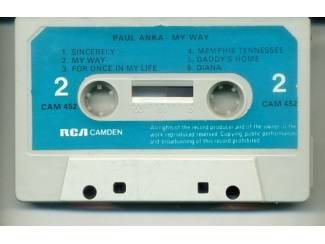 PAUL ANKA - MY WAY
1. SINCERELY
2. MY WAY
3. FOR ONCE IN MY LIFE
4. MEMPHIS TENNESSEE
5. DADDY'S HOME
6. DIANA
2
2
CAM 452
CAM 452
RCA CAMDEN
All rights of the record producer and of the owner of the
work reproduced reserved. Copying public performance
and broadcasting of this record prohibited